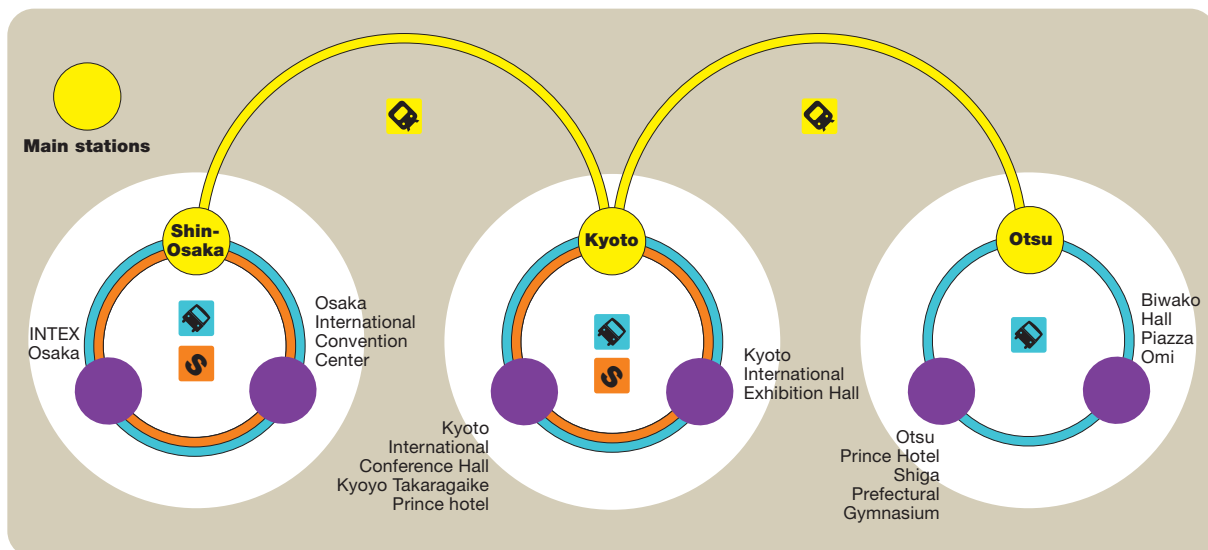 Main stations
Shin-
Osaka
Kyoto
Otsu
INTEX
Osaka
Osaka
International
Convention
Center
S
Kyoto
International
Conference Hall
Kyoyo Takaragaike
Prince hotel
S
Kyoto
International
Exhibition Hall
Otsu
Prince Hotel
Shiga
Prefectural
Gymnasium
Biwako
Hall
Piazza
Omi